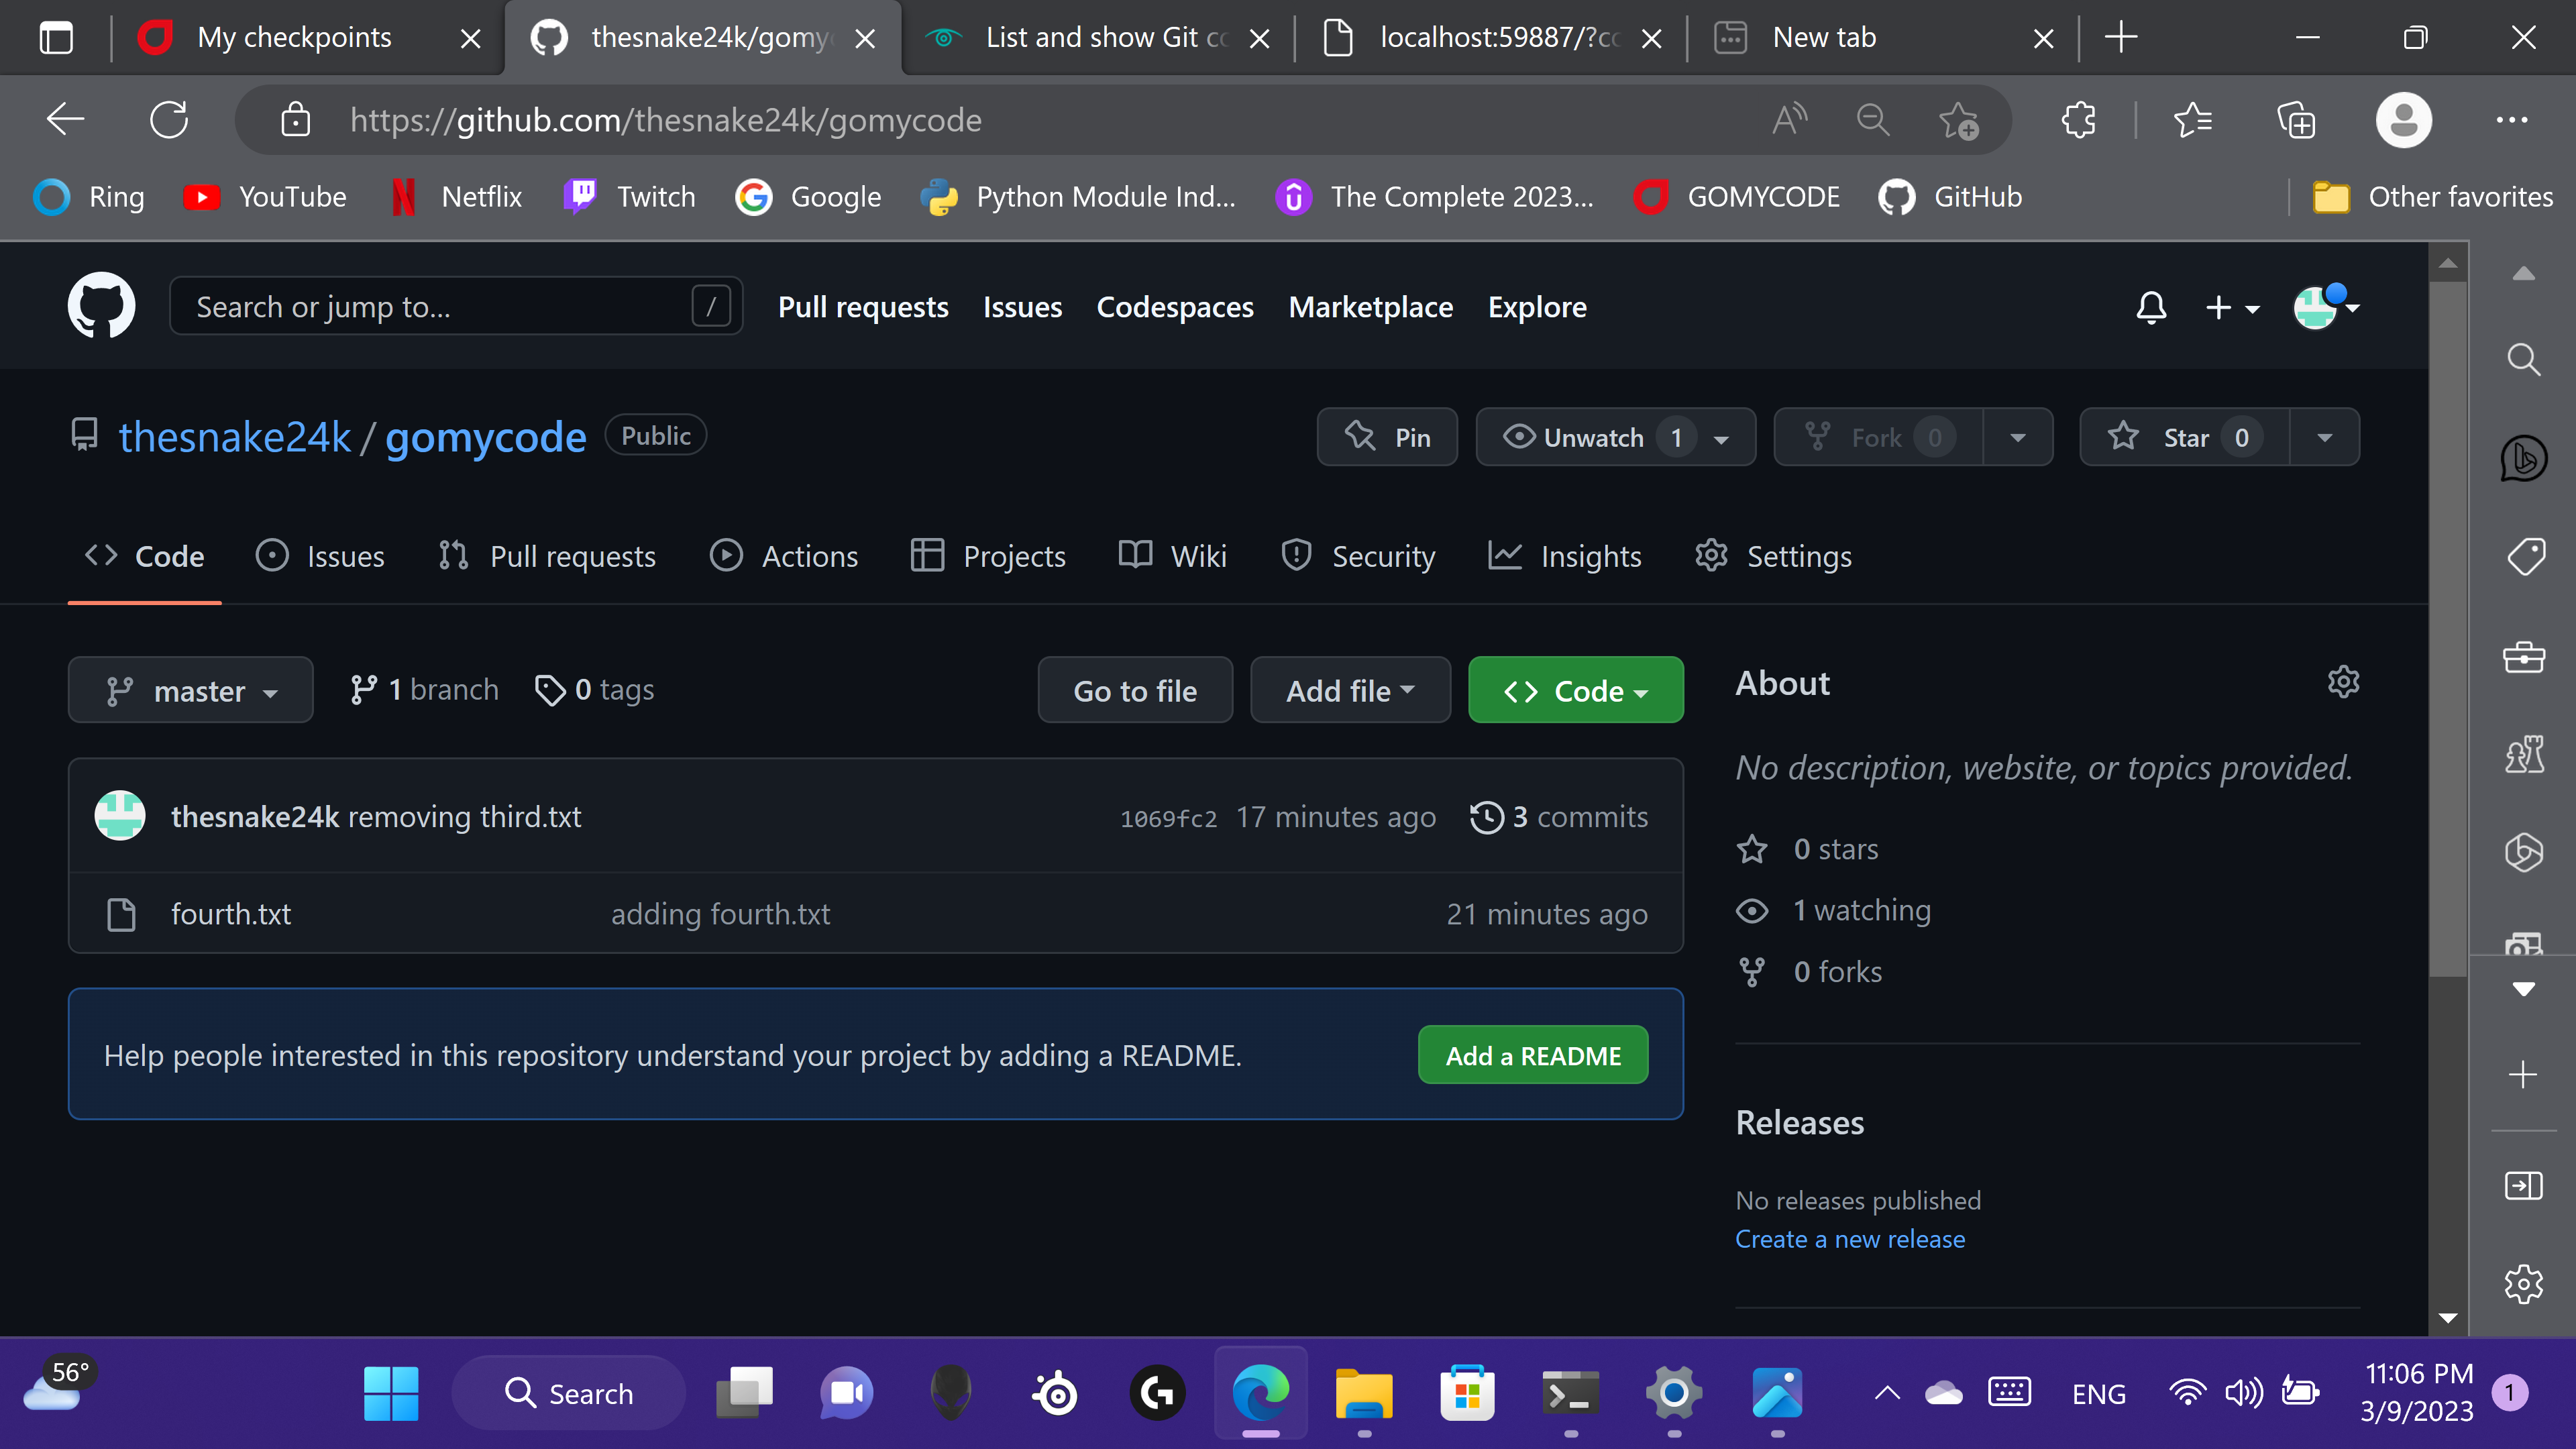 My checkpoints
thesnake24k/gomy
List and show Git co
localhost:59887/?co
New tab
https://github.com/thesnake24k/gomycode
Ring
YouTube
Netflix
Twitch
Google
Python Module Ind...
The Complete 2023...
GOMYCODE
GitHub
Other favorites
Search or jump to...
/
Pull requests
Issues
Codespaces
Marketplace
Explore
thesnake24k / gomycode
Public
Pin
Unwatch 1
Fork 0
Star 0
Code
Issues
Pull requests
Actions
Projects
Wiki
Security
Insights
Settings
master
1 branch
0 tags
Go to file
Add file
Code
thesnake24k removing third.txt
1069fc2 17 minutes ago
3 commits
fourth.txt
adding fourth.txt
21 minutes ago
Help people interested in this repository understand your project by adding a README.
Add a README
About
No description, website, or topics provided.
0 stars
1 watching
0 forks
Releases
No releases published
Create a new release
56°
Search
ENG
11:06 PM
3/9/2023
1